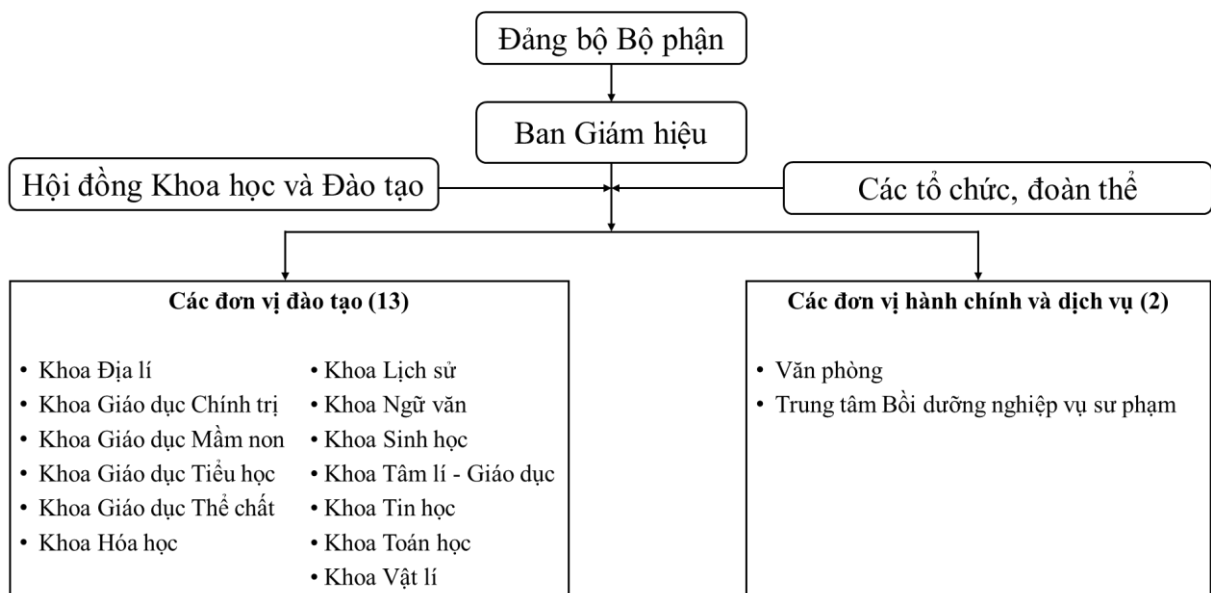 Đảng bộ Bộ phận
Ban Giám hiệu
Hội đồng Khoa học và Đào tạo
Các tổ chức, đoàn thể
Các đơn vị đào tạo (13)
• Khoa Địa lí
• Khoa Giáo dục Chính trị
• Khoa Giáo dục Mầm non
• Khoa Giáo dục Tiểu học
• Khoa Giáo dục Thể chất
• Khoa Hóa học
• Khoa Lịch sử
• Khoa Ngữ văn
• Khoa Sinh học
• Khoa Tâm lí - Giáo dục
• Khoa Tin học
• Khoa Toán học
• Khoa Vật lí
Các đơn vị hành chính và dịch vụ (2)
• Văn phòng
• Trung tâm Bồi dưỡng nghiệp vụ sư phạm